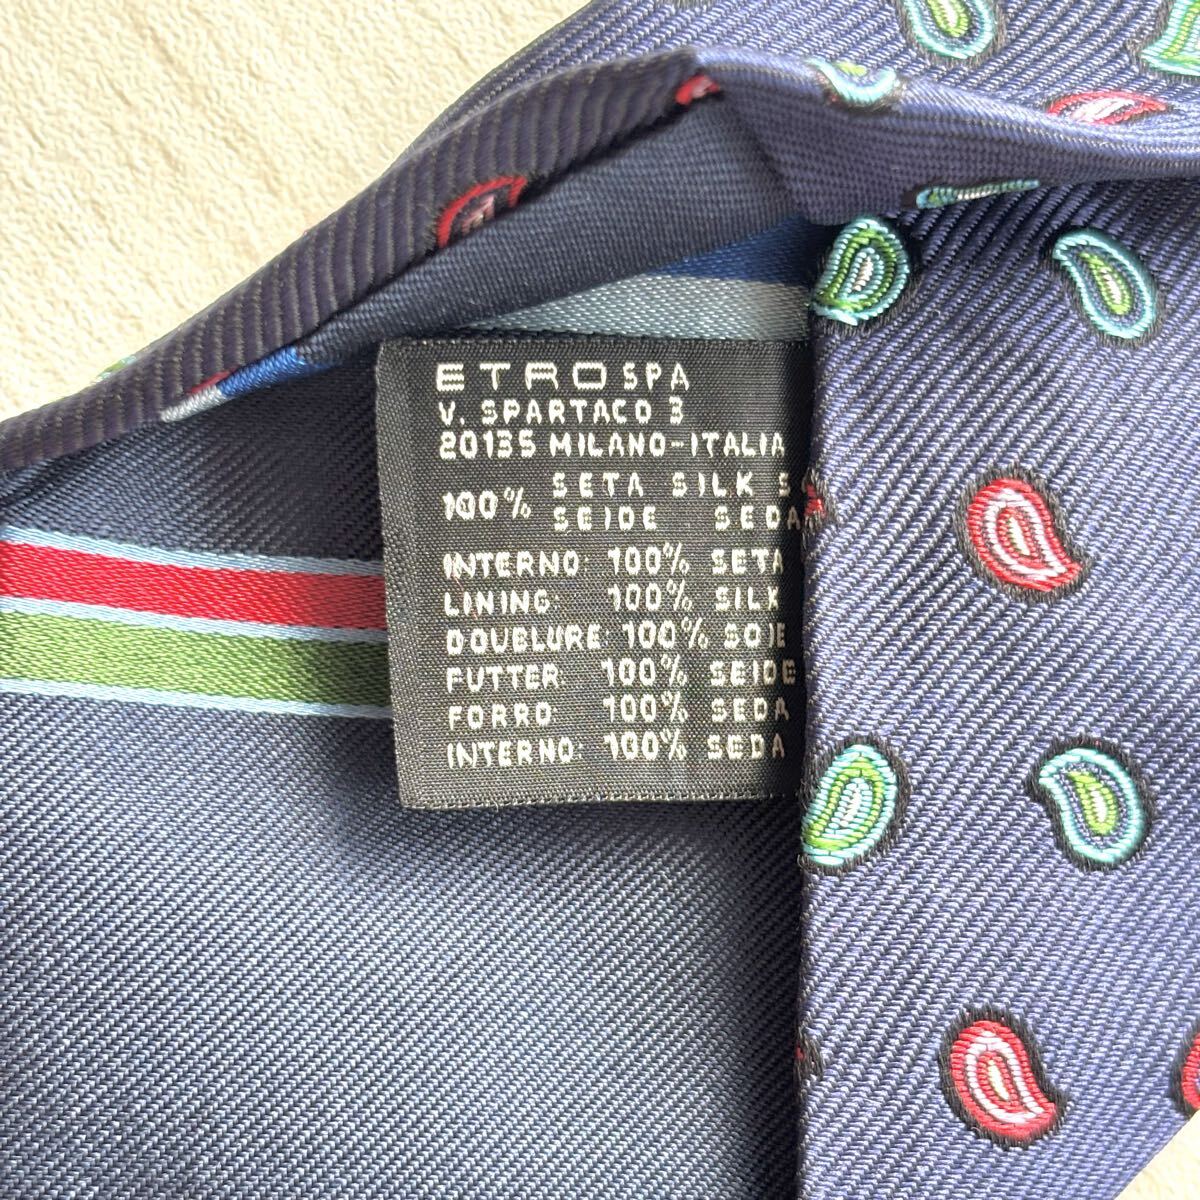 ETRO SPA
V. SPARTACO 3
20135 MILANO-ITALIA
100% SETA SILK
SEIDE SEDA
INTERNO 100% SETA
LINING: 100% SILK
DOUBLURE: 100% SOIE
FUTTER: 100% SEIDE
FORRO 100% SEDA
INTERNO: 100% SEDA